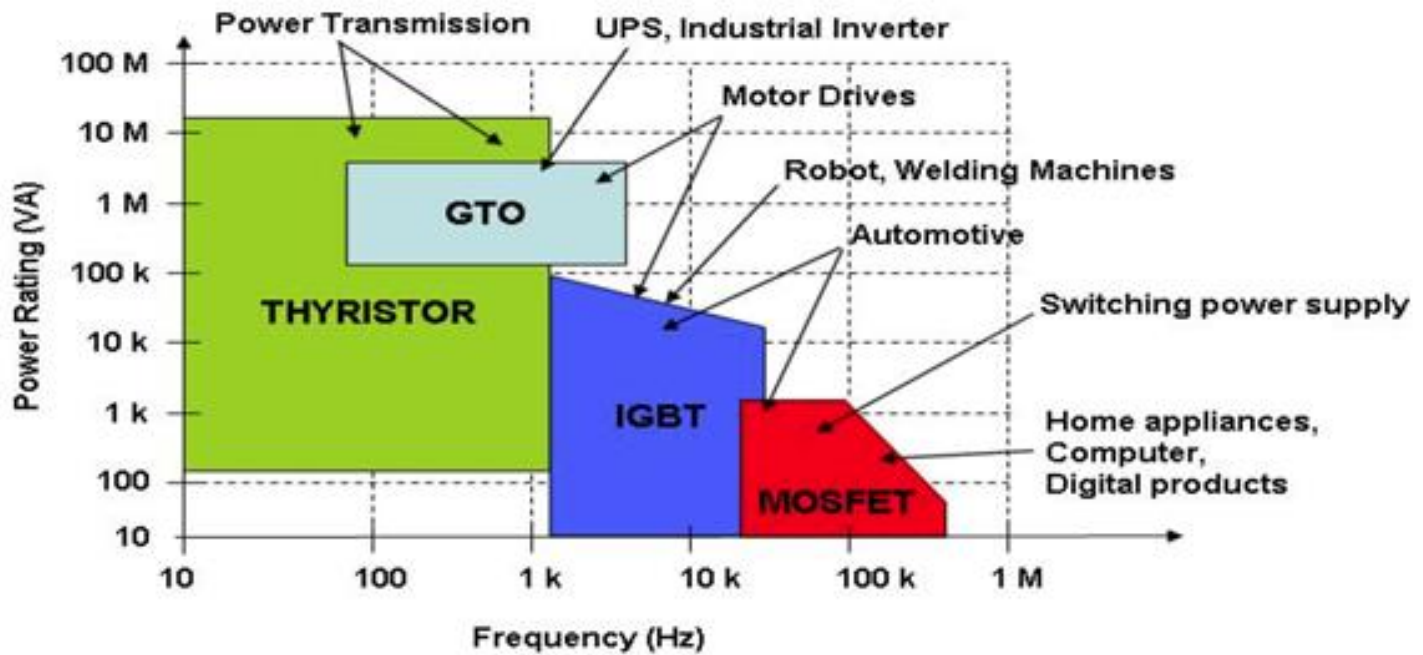 Power Transmission
UPS, Industrial Inverter
100 M
Motor Drives
10 M
Robot, Welding Machines
1 M
GTO
Automotive
100 k
THYRISTOR
Switching power supply
10 k
1 k
IGBT
Home appliances,
Computer,
Digital products
100
MOSFET
10
Power Rating (VA)
10
100
1 k
10 k
100 k
1 M
Frequency (Hz)